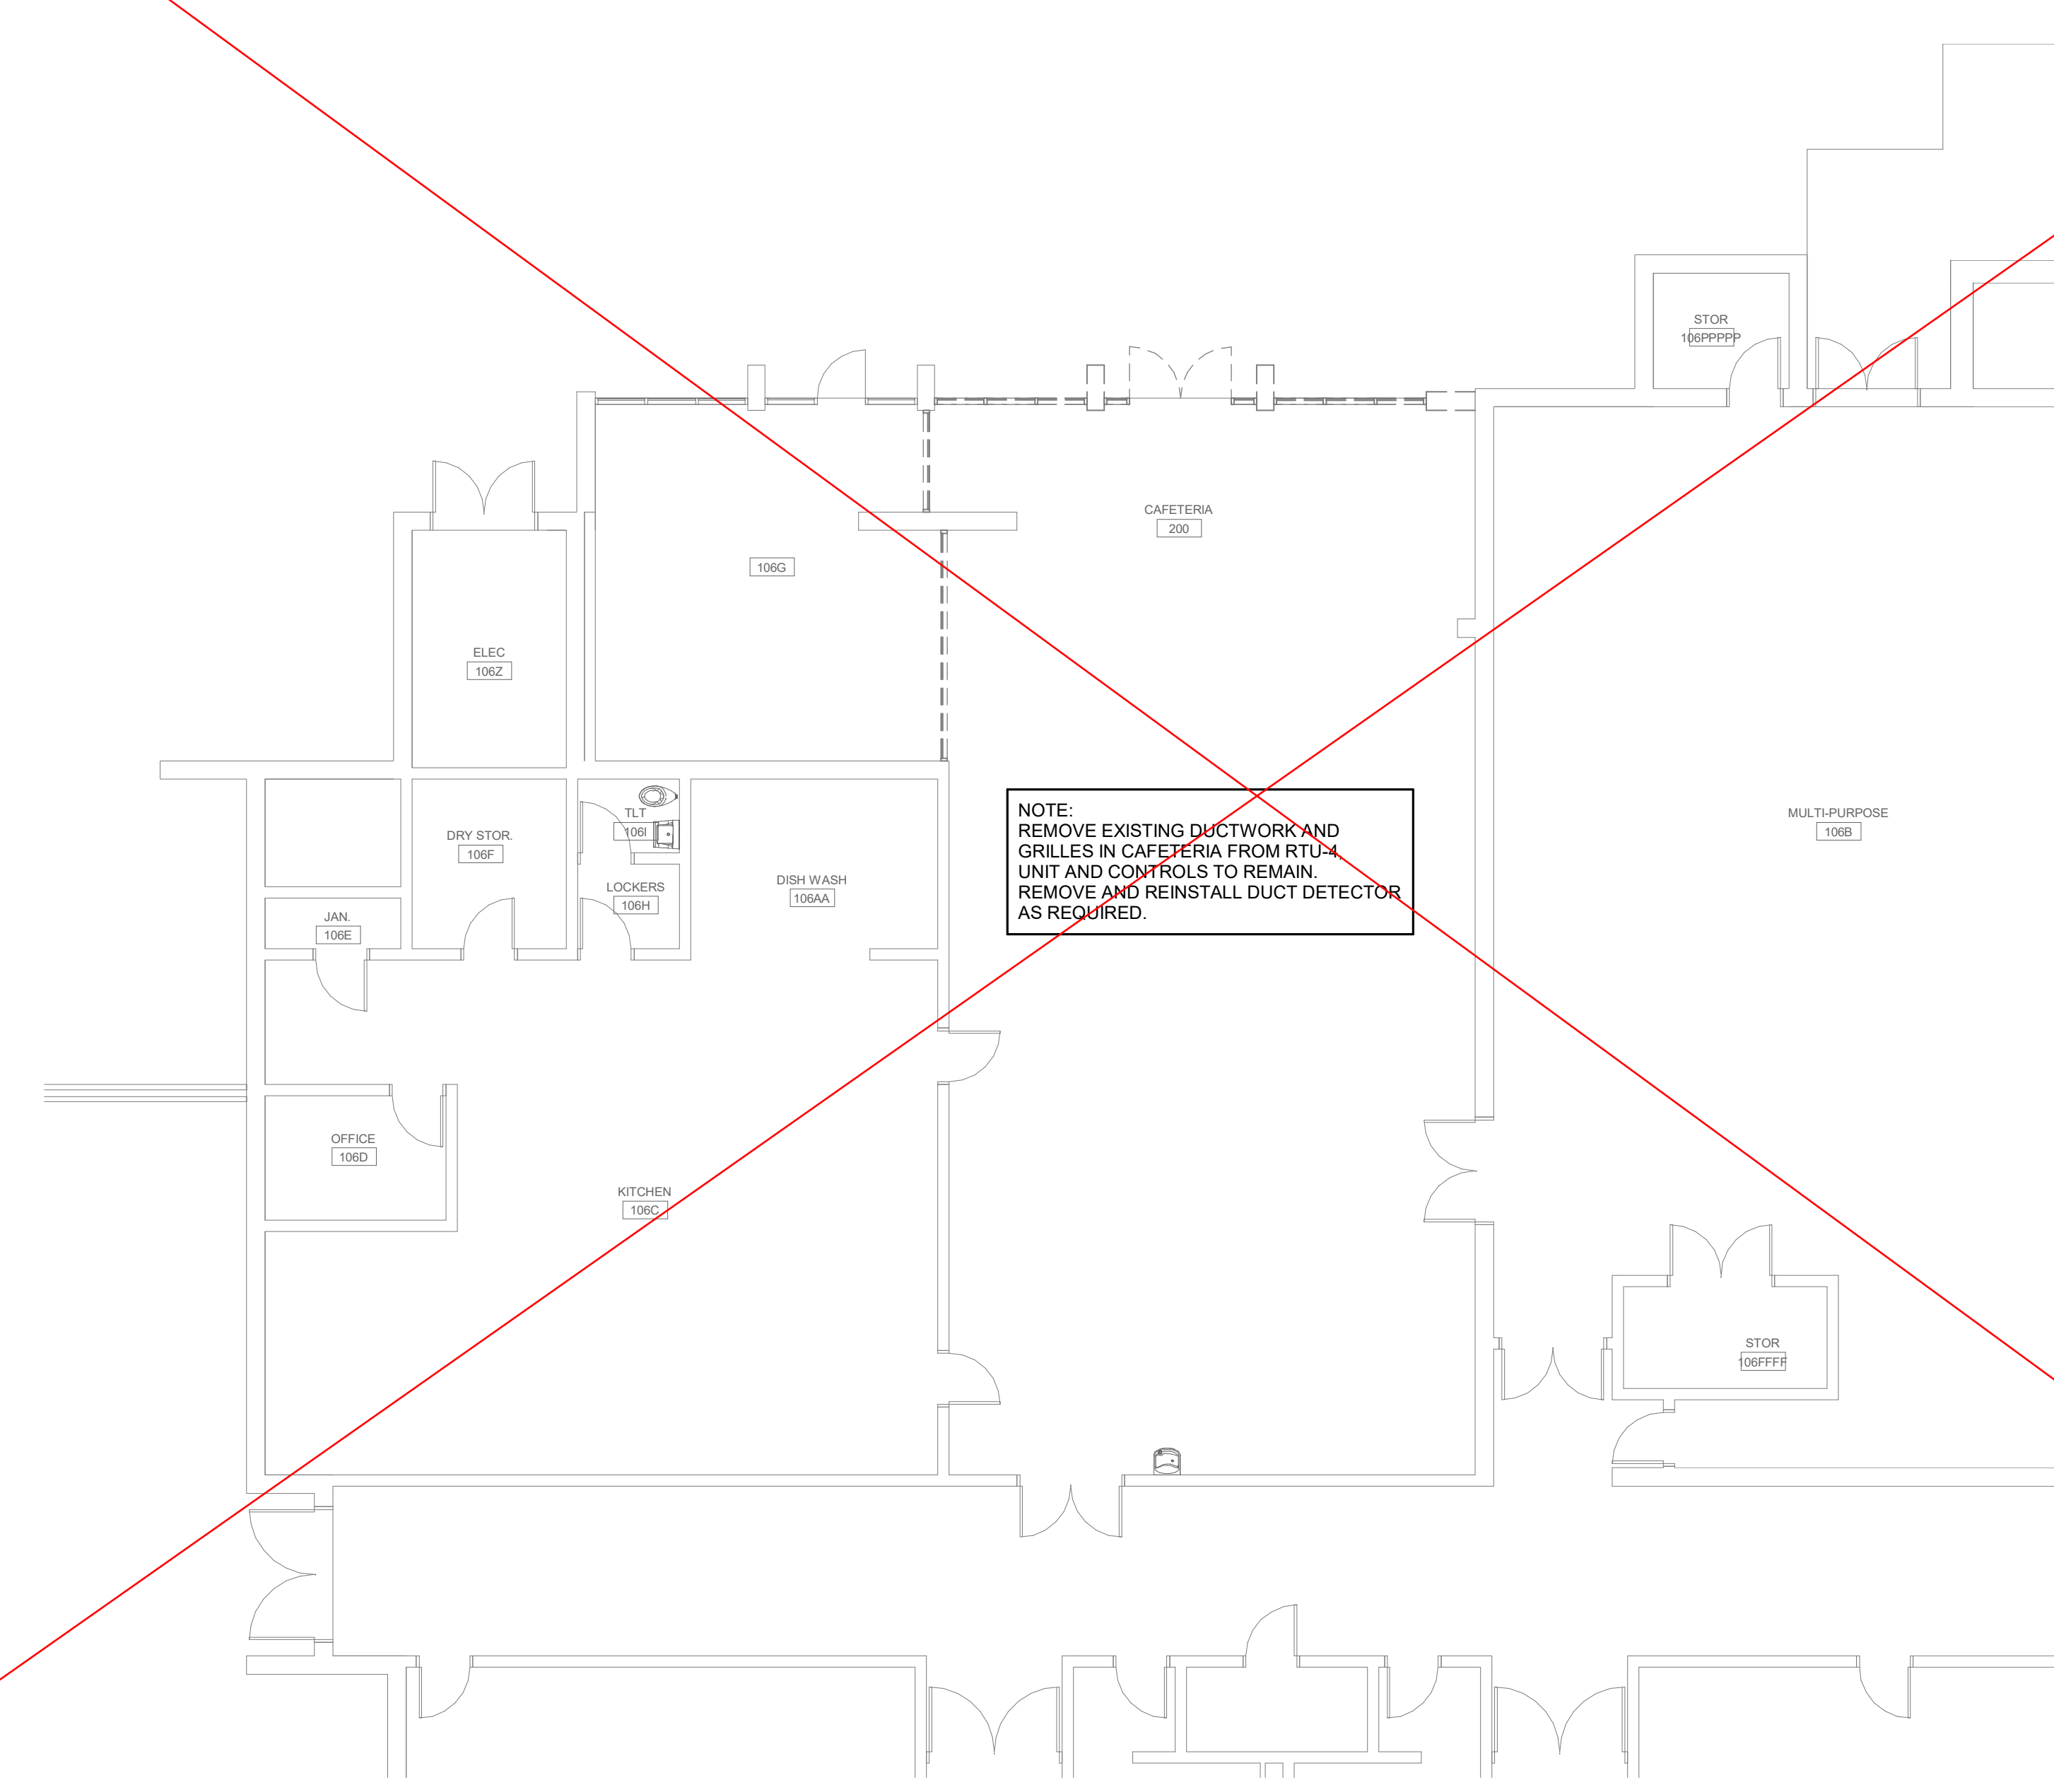 STOR
106PPPPP
CAFETERIA
200
106G
ELEC
106Z
NOTE:
REMOVE EXISTING DUCTWORK AND
GRILLES IN CAFETERIA FROM RTU-4,
UNIT AND CONTROLS TO REMAIN.
REMOVE AND REINSTALL DUCT DETECTOR
AS REQUIRED.
MULTI-PURPOSE
106B
TLT
106I
DRY STOR.
106F
DISH WASH
106AA
LOCKERS
106H
JAN.
106E
OFFICE
106D
KITCHEN
106C
STOR
106FFFF